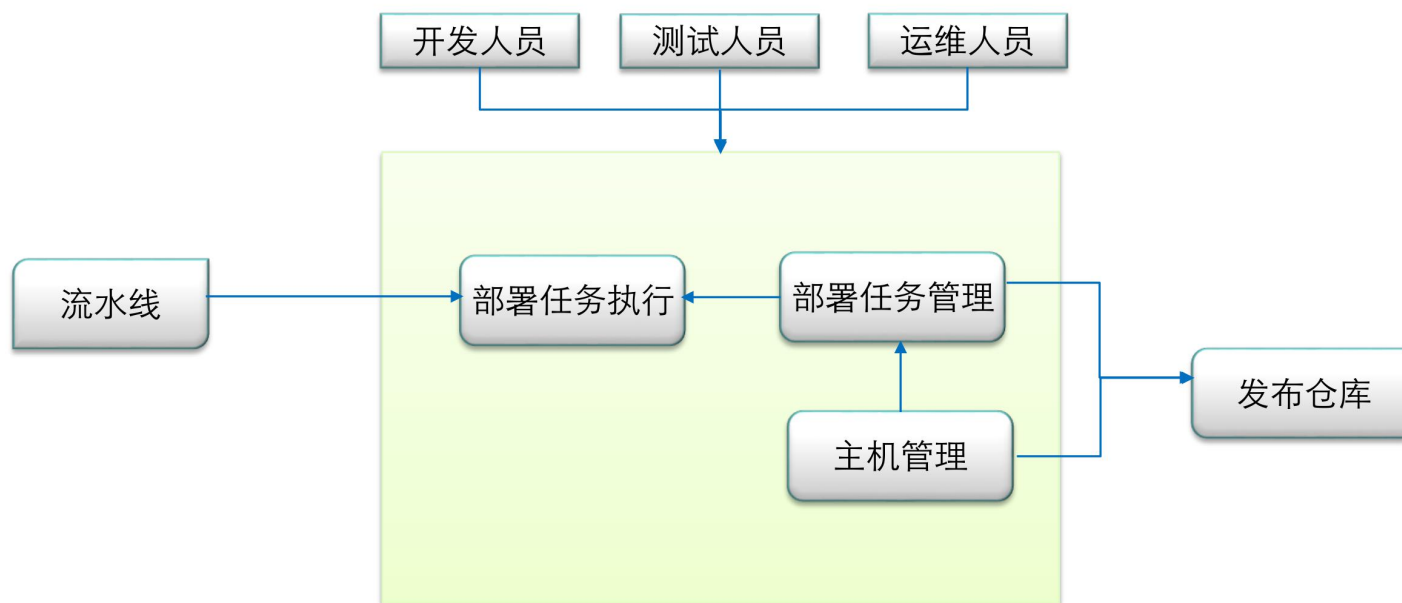 开发人员
测试人员
运维人员
流水线
部署任务执行
部署任务管理
发布仓库
主机管理